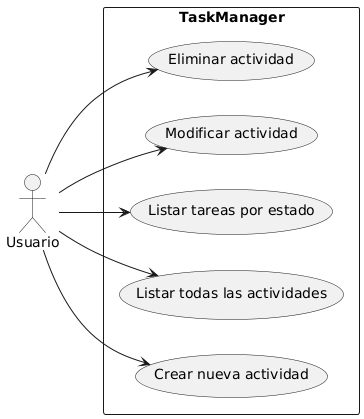 TaskManager
Eliminar actividad
Modificar actividad
Listar tareas por estado
Usuario
Listar todas las actividades
Crear nueva actividad